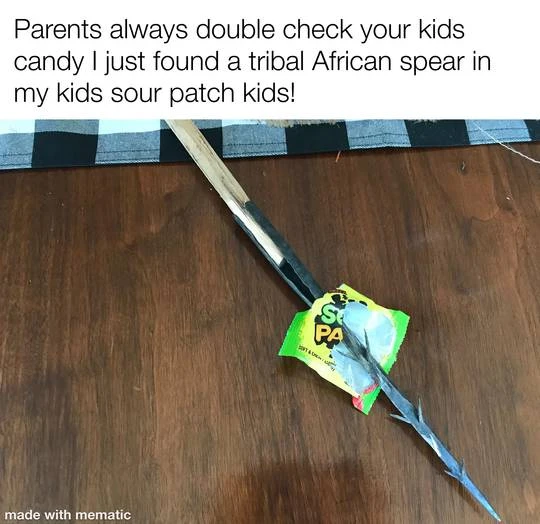 Parents always double check your kids
candy I just found a tribal African spear in
my kids sour patch kids!
PA
made with mematic